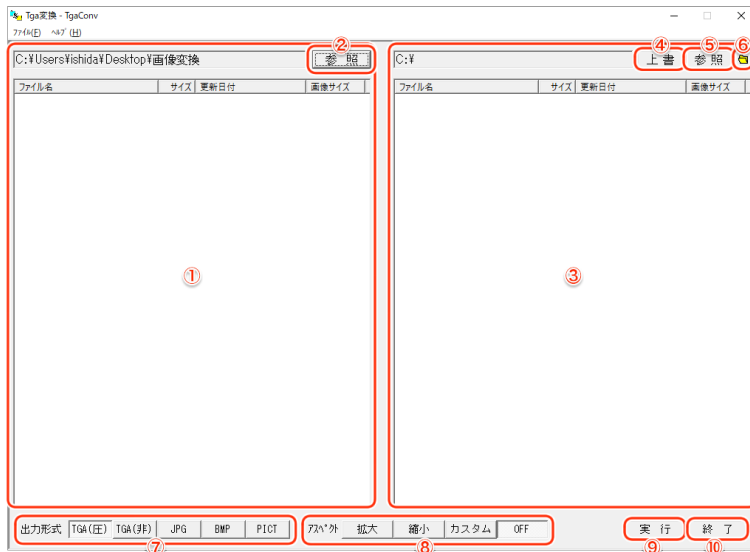 Tga変換 - TgaConv
ﾌｧｲﾙ(F) ﾍﾙﾌﾟ(H)
C:¥Users¥ishida¥Desktop¥画像変換 参照 ②
C:¥ 上書 ④ 参照 ⑤ ⑥
ファイル名 サイズ 更新日付 画像サイズ
ファイル名 サイズ 更新日付 画像サイズ
① ③
出力形式 TGA(圧) TGA(非) JPG BMP PICT
ｱｽﾍﾟｸﾄ 拡大 縮小 カスタム OFF
実行 終了
⑦ ⑧ ⑨ ⑩